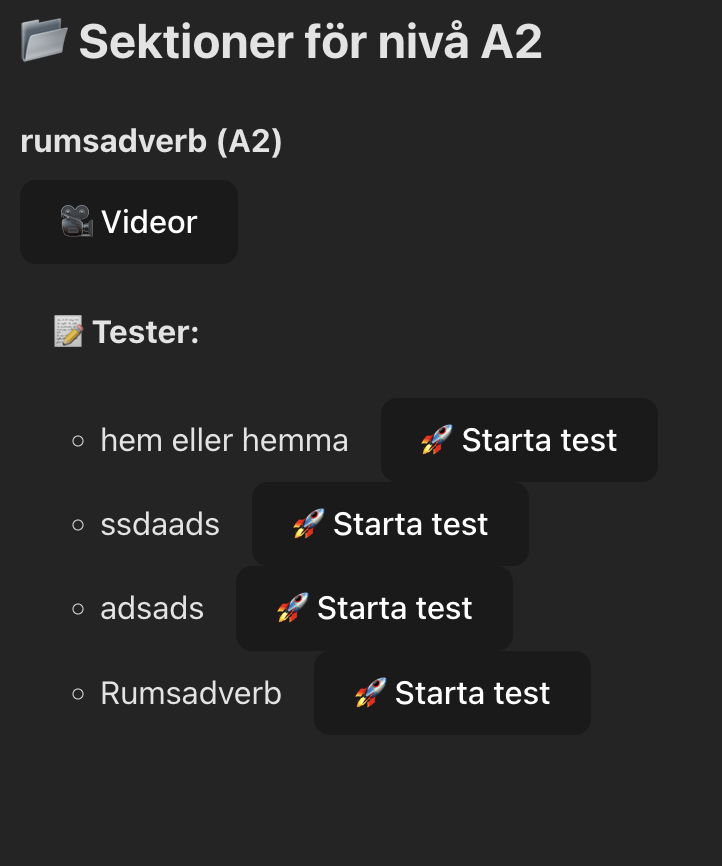 Sektioner för nivå A2
rumsadverb (A2)
Videor
Tester:
hem eller hemma Starta test
ssdaads Starta test
adsads Starta test
Rumsadverb Starta test